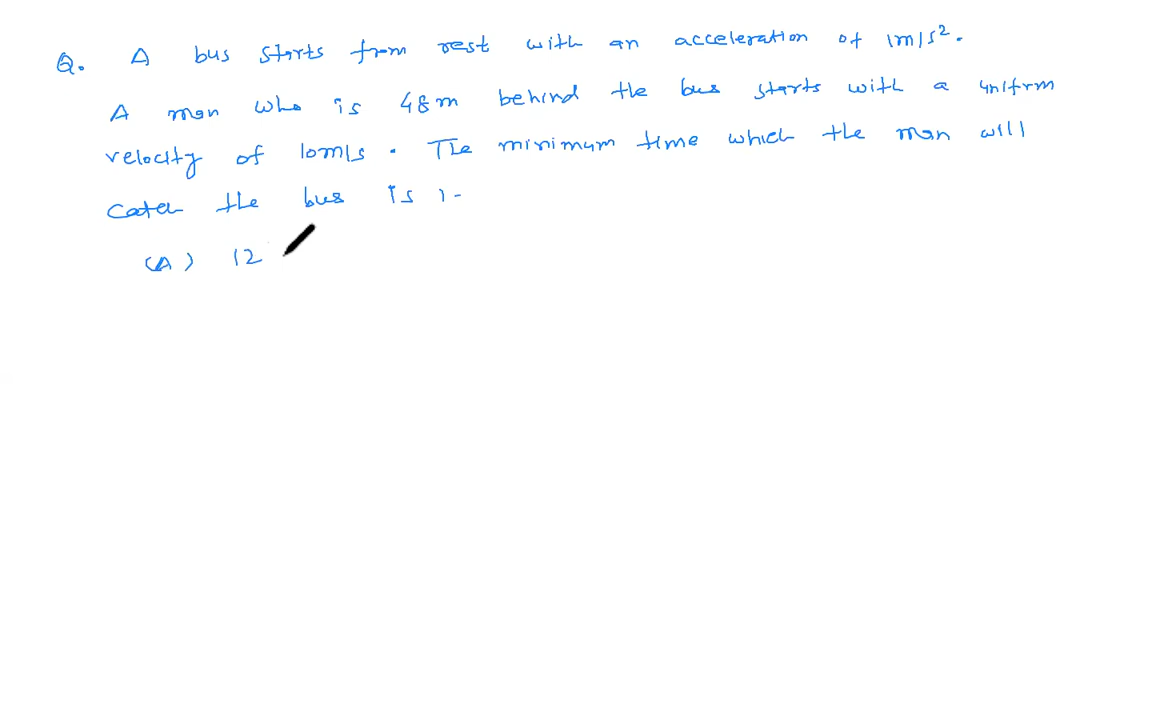 Q. A bus starts from rest with an acceleration of 1m/s².
A man who is 48m behind the bus starts with a uniform
velocity of 10m/s. The minimum time which the man will
catch the bus is :-
(A) 12